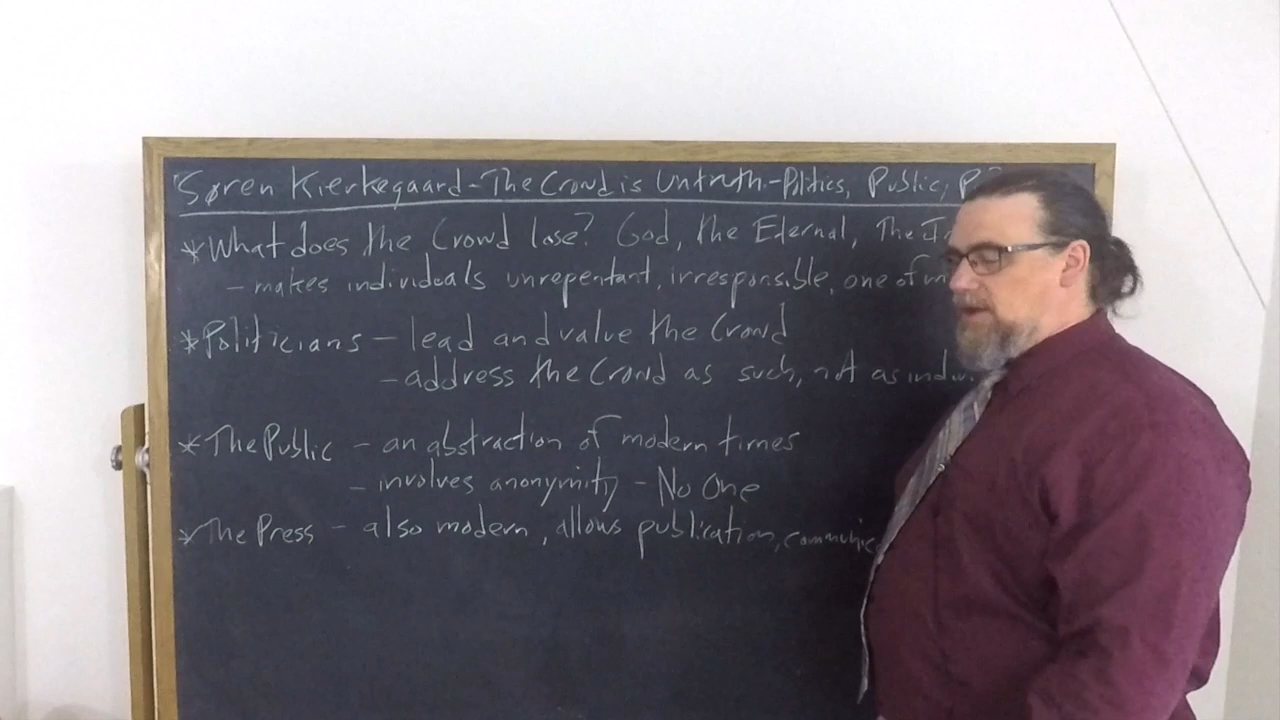 Søren Kierkegaard - The Crowd is Untruth - Politics, Public, P
* What does the Crowd lose? God, the Eternal, The
- makes individuals unrepentant, irresponsible, one of
* Politicians - lead and value the Crowd
- address the Crowd as such, not as
* The Public - an abstraction of modern times
- involves anonymity - No One
* The Press - also modern, allows publication,